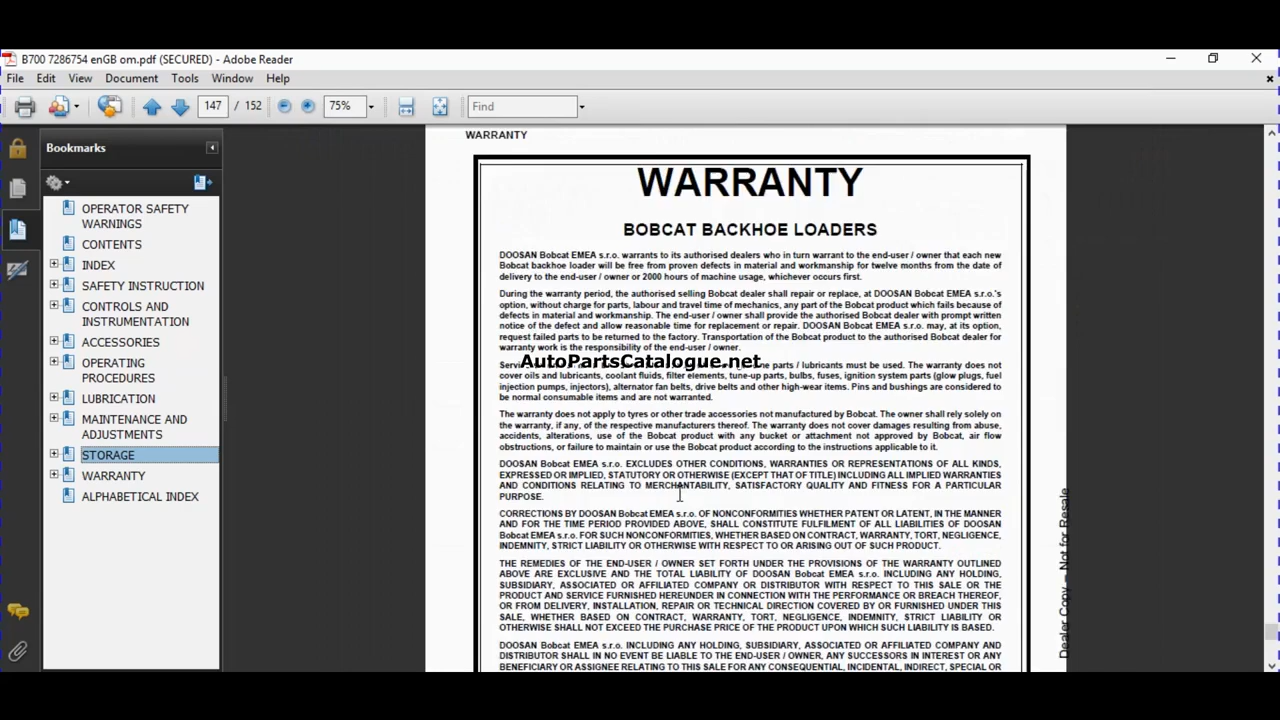 B700 7286754 enGB om.pdf (SECURED) - Adobe Reader
File Edit View Document Tools Window Help
147 / 152 75% Find
Bookmarks
OPERATOR SAFETY
WARNINGS
CONTENTS
INDEX
SAFETY INSTRUCTION
CONTROLS AND
INSTRUMENTATION
ACCESSORIES
OPERATING
PROCEDURES
LUBRICATION
MAINTENANCE AND
ADJUSTMENTS
STORAGE
WARRANTY
ALPHABETICAL INDEX
WARRANTY
WARRANTY
BOBCAT BACKHOE LOADERS
DOOSAN Bobcat EMEA s.r.o. warrants to its authorised dealers who in turn warrant to the end-user / owner that each new
Bobcat backhoe loader will be free from proven defects in material and workmanship for twelve months from the date of
delivery to the end-user / owner or 2000 hours of machine usage, whichever occurs first.
During the warranty period, the authorised selling Bobcat dealer shall repair or replace, at DOOSAN Bobcat EMEA s.r.o.'s
option, without charge for parts, labour and travel time of mechanics, any part of the Bobcat product which fails because of
defects in material and workmanship. The end-user / owner shall provide the authorised Bobcat dealer with prompt written
notice of the defect and allow reasonable time for replacement or repair. DOOSAN Bobcat EMEA s.r.o. may, at its option,
request failed parts to be returned to the factory. Transportation of the Bobcat product to the authorised Bobcat dealer for
warranty work is the responsibility of the end-user / owner.
AutoPartsCatalogue.net
parts / lubricants must be used. The warranty does not
cover oils and lubricants, coolant fluids, filter elements, tune-up parts, bulbs, fuses, ignition system parts (glow plugs, fuel
injection pumps, injectors), alternator fan belts, drive belts and other high-wear items. Pins and bushings are considered to
be normal consumable items and are not warranted.
The warranty does not apply to tyres or other trade accessories not manufactured by Bobcat. The owner shall rely solely on
the warranty, if any, of the respective manufacturers thereof. The warranty does not cover damages resulting from abuse,
accidents, alterations, use of the Bobcat product with any bucket or attachment not approved by Bobcat, air flow
obstructions, or failure to maintain or use the Bobcat product according to the instructions applicable to it.
DOOSAN Bobcat EMEA s.r.o. EXCLUDES OTHER CONDITIONS, WARRANTIES OR REPRESENTATIONS OF ALL KINDS,
EXPRESSED OR IMPLIED, STATUTORY OR OTHERWISE (EXCEPT THAT OF TITLE) INCLUDING ALL IMPLIED WARRANTIES
AND CONDITIONS RELATING TO MERCHANTABILITY, SATISFACTORY QUALITY AND FITNESS FOR A PARTICULAR
PURPOSE.
CORRECTIONS BY DOOSAN Bobcat EMEA s.r.o. OF NONCONFORMITIES WHETHER PATENT OR LATENT, IN THE MANNER
AND FOR THE TIME PERIOD PROVIDED ABOVE, SHALL CONSTITUTE FULFILMENT OF ALL LIABILITIES OF DOOSAN
Bobcat EMEA s.r.o. FOR SUCH NONCONFORMITIES, WHETHER BASED ON CONTRACT, WARRANTY, TORT, NEGLIGENCE,
INDEMNITY, STRICT LIABILITY OR OTHERWISE WITH RESPECT TO OR ARISING OUT OF SUCH PRODUCT.
THE REMEDIES OF THE END-USER / OWNER SET FORTH UNDER THE PROVISIONS OF THE WARRANTY OUTLINED
ABOVE ARE EXCLUSIVE AND THE TOTAL LIABILITY OF DOOSAN Bobcat EMEA s.r.o. INCLUDING ANY HOLDING,
SUBSIDIARY, ASSOCIATED OR AFFILIATED COMPANY OR DISTRIBUTOR WITH RESPECT TO THIS SALE OR THE
PRODUCT AND SERVICE FURNISHED HEREUNDER IN CONNECTION WITH THE PERFORMANCE OR BREACH THEREOF,
OR FROM DELIVERY, INSTALLATION, REPAIR OR TECHNICAL DIRECTION COVERED BY OR FURNISHED UNDER THIS
SALE, WHETHER BASED ON CONTRACT, WARRANTY, TORT, NEGLIGENCE, INDEMNITY, STRICT LIABILITY OR
OTHERWISE SHALL NOT EXCEED THE PURCHASE PRICE OF THE PRODUCT UPON WHICH SUCH LIABILITY IS BASED.
DOOSAN Bobcat EMEA s.r.o. INCLUDING ANY HOLDING, SUBSIDIARY, ASSOCIATED OR AFFILIATED COMPANY AND
DISTRIBUTOR SHALL IN NO EVENT BE LIABLE TO THE END-USER / OWNER, ANY SUCCESSORS IN INTEREST OR ANY
BENEFICIARY OR ASSIGNEE RELATING TO THIS SALE FOR ANY CONSEQUENTIAL, INCIDENTAL, INDIRECT, SPECIAL OR
Dealer Copy – Not for Resale